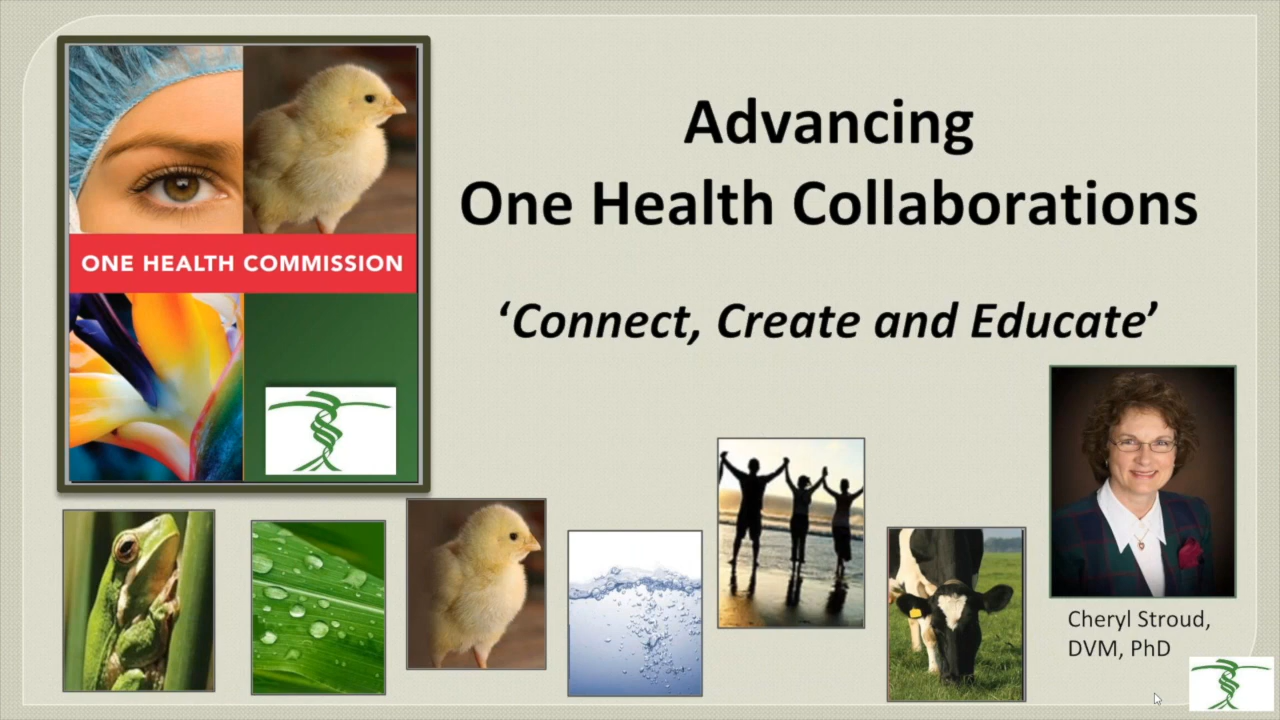 ONE HEALTH COMMISSION
Advancing
One Health Collaborations
‘Connect, Create and Educate’
Cheryl Stroud,
DVM, PhD